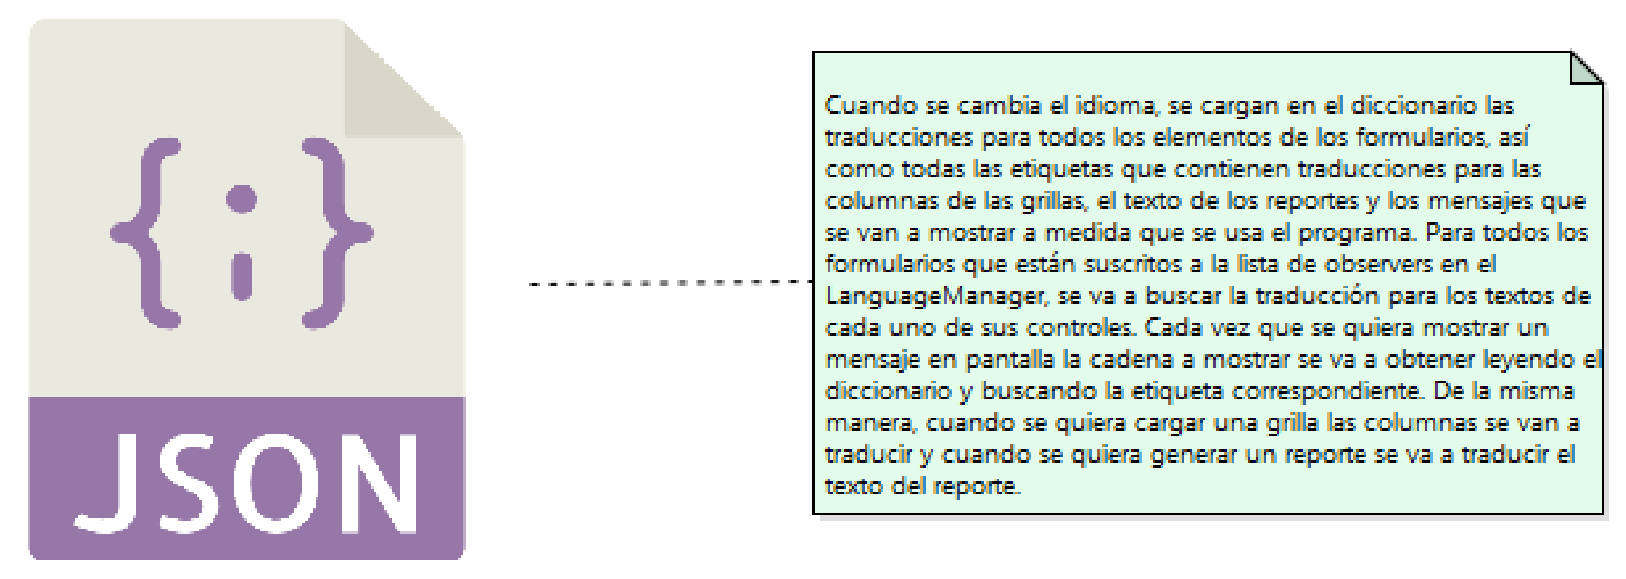 {;}
JSON
Cuando se cambia el idioma, se cargan en el diccionario las
traducciones para todos los elementos de los formularios, así
como todas las etiquetas que contienen traducciones para las
columnas de las grillas, el texto de los reportes y los mensajes que
se van a mostrar a medida que se usa el programa. Para todos los
formularios que están suscritos a la lista de observers en el
LanguageManager, se va a buscar la traducción para los textos de
cada uno de sus controles. Cada vez que se quiera mostrar un
mensaje en pantalla la cadena a mostrar se va a obtener leyendo el
diccionario y buscando la etiqueta correspondiente. De la misma
manera, cuando se quiera cargar una grilla las columnas se van a
traducir y cuando se quiera generar un reporte se va a traducir el
texto del reporte.